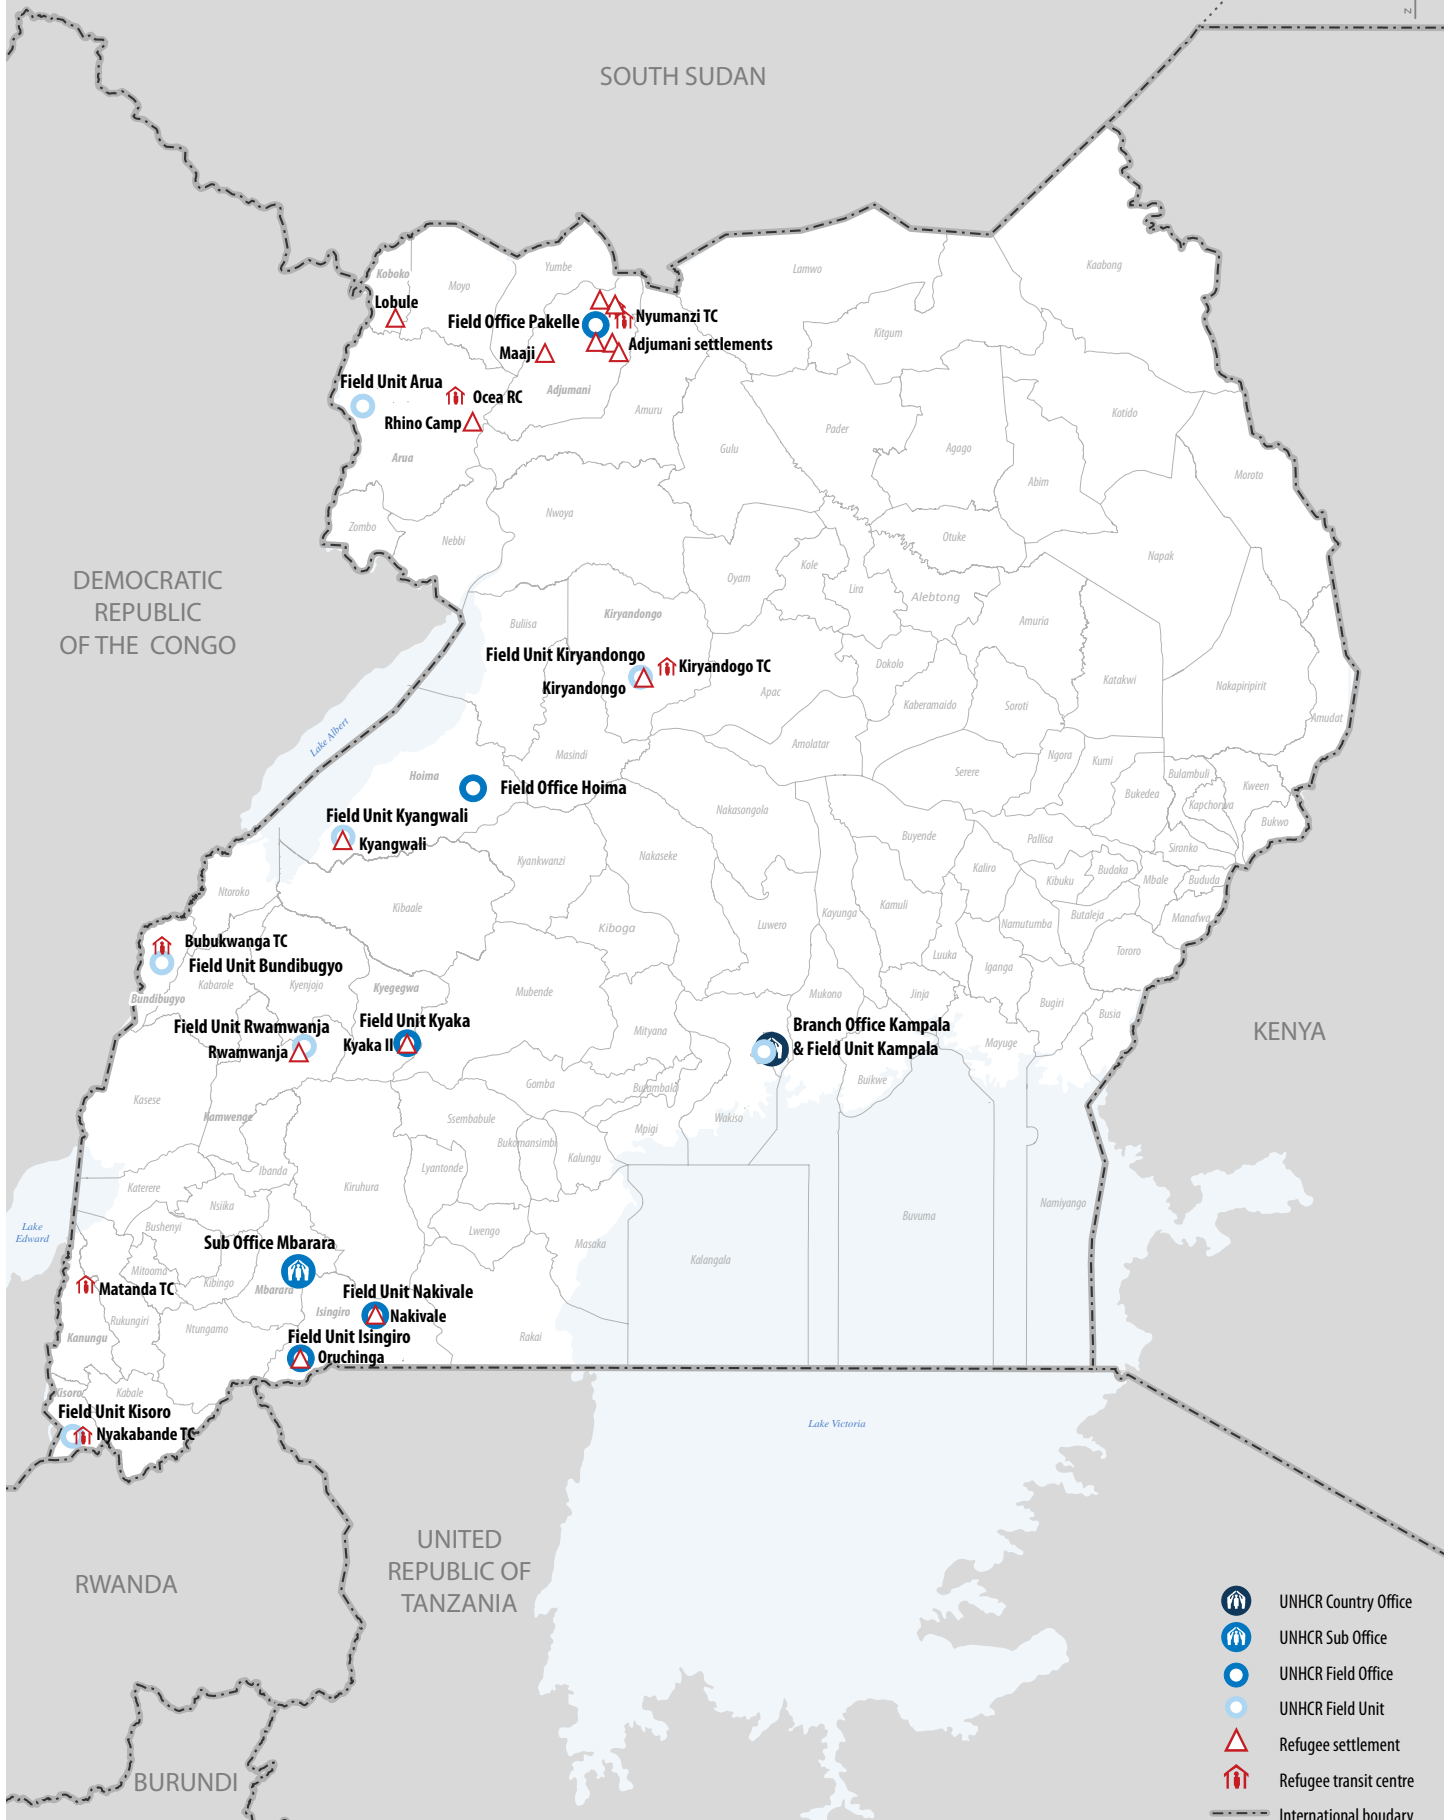 N
SOUTH SUDAN
Kaabong
Lamwo
Yumbe
Koboko
Moyo
Lobule
Nyumanzi TC
Field Office Pakelle
Kitgum
Adjumani settlements
Maaji
Field Unit Arua
Adjumani
Ocea RC
Amuru
Kotido
Rhino Camp
Pader
Gulu
Agago
Arua
Moroto
Abim
Nwoya
Zombo
Nebbi
Otuke
Napak
Kole
Oyam
DEMOCRATIC
REPUBLIC
OF THE CONGO
Lira
Alebtong
Kiryandongo
Buliisa
Amuria
Field Unit Kiryandongo
Kiryandogo TC
Dokolo
Kiryandongo
Apac
Katakwi
Nakapiripirit
Kaberamaido
Soroti
Amudat
Lake Albert
Amolatar
Masindi
Ngora
Kumi
Hoima
Serere
Bulambuli
Kween
Field Office Hoima
Bukedea
Kapchorwa
Nakasongola
Field Unit Kyangwali
Bukwo
Buyende
Pallisa
Kyangwali
Sironko
Nakaseke
Kyankwanzi
Kaliro
Budaka
Kibuku
Mbale
Bududa
Ntoroko
Kibaale
Kamuli
Kayunga
Butaleja
Manafwa
Luwero
Namutumba
Kiboga
Bubukwanga TC
Tororo
Luuka
Field Unit Bundibugyo
Iganga
Kabarole
Kyenjojo
Kyegegwa
Mubende
Mukono
Jinja
Bundibugyo
Bugiri
Busia
Field Unit Kyaka
Field Unit Rwamwanja
Branch Office Kampala
& Field Unit Kampala
Mityana
KENYA
Kyaka II
Rwamwanja
Mayuge
Buikwe
Gomba
Butambala
Kasese
Kamwenge
Ssembabule
Wakiso
Mpigi
Bukomansimbi
Kalungu
Lyantonde
Ibanda
Katerere
Kiruhura
Nsiika
Namiyango
Buvuma
Bushenyi
Lake
Edward
Lwengo
Masaka
Sub Office Mbarara
Kalangala
Mitooma
Kibingo
Matanda TC
Mbarara
Field Unit Nakivale
Isingiro
Nakivale
Rukungiri
Ntungamo
Field Unit Isingiro
Kanungu
Rakai
Oruchinga
Kisoro
Kabale
Field Unit Kisoro
Lake Victoria
Nyakabande TC
UNITED
REPUBLIC OF
TANZANIA
RWANDA
BURUNDI
UNHCR Country Office
UNHCR Sub Office
UNHCR Field Office
UNHCR Field Unit
Refugee settlement
Refugee transit centre
International boudary